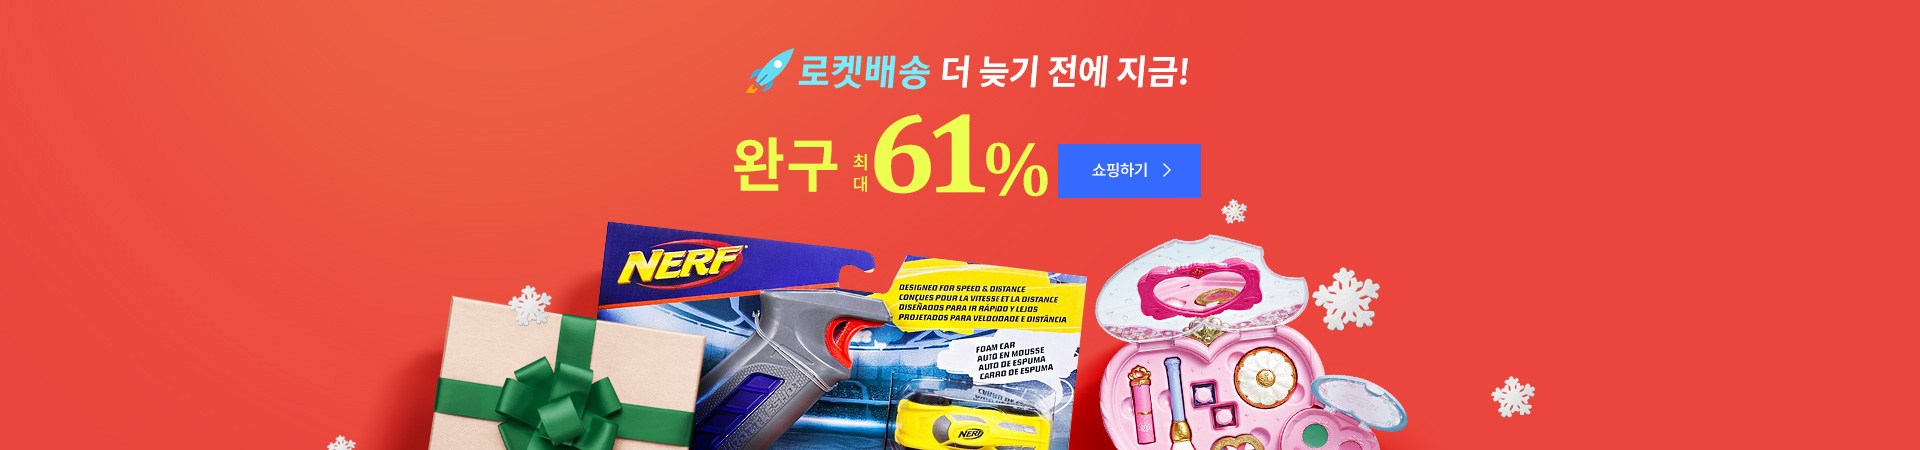 로켓배송 더 늦기 전에 지금!
완구 최대 61%
쇼핑하기
NERF
DESIGNED FOR SPEED & DISTANCE
CONÇUES POUR LA VITESSE ET LA DISTANCE
DISEÑADOS PARA IR RÁPIDO Y LEJOS
PROJETADOS PARA VELOCIDADE E DISTÂNCIA
FOAM CAR
AUTO EN MOUSSE
AUTO DE ESPUMA
CARRO DE ESPUMA
NERF